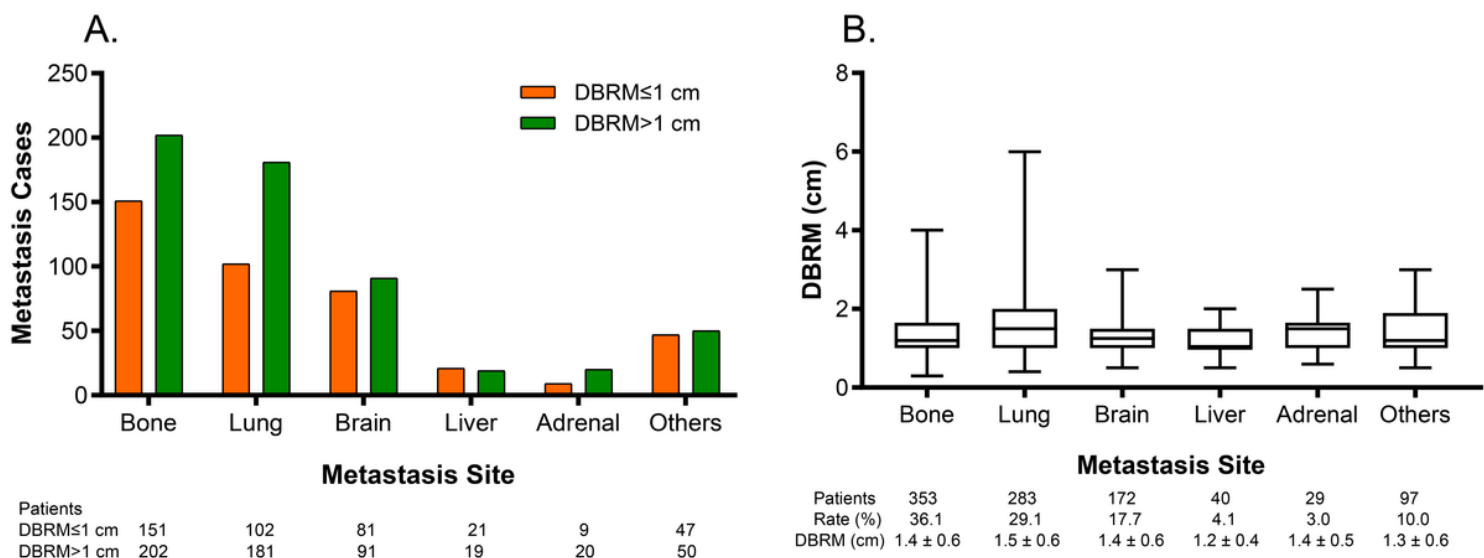 A.
Metastasis Cases
250
200
150
100
50
0
DBRM≤1 cm
DBRM>1 cm
Bone Lung Brain Liver Adrenal Others
Metastasis Site
Patients
DBRM≤1 cm 151 102 81 21 9 47
DBRM>1 cm 202 181 91 19 20 50
B.
DBRM (cm)
8
6
4
2
0
Bone Lung Brain Liver Adrenal Others
Metastasis Site
Patients 353 283 172 40 29 97
Rate (%) 36.1 29.1 17.7 4.1 3.0 10.0
DBRM (cm) 1.4 ± 0.6 1.5 ± 0.6 1.4 ± 0.6 1.2 ± 0.4 1.4 ± 0.5 1.3 ± 0.6